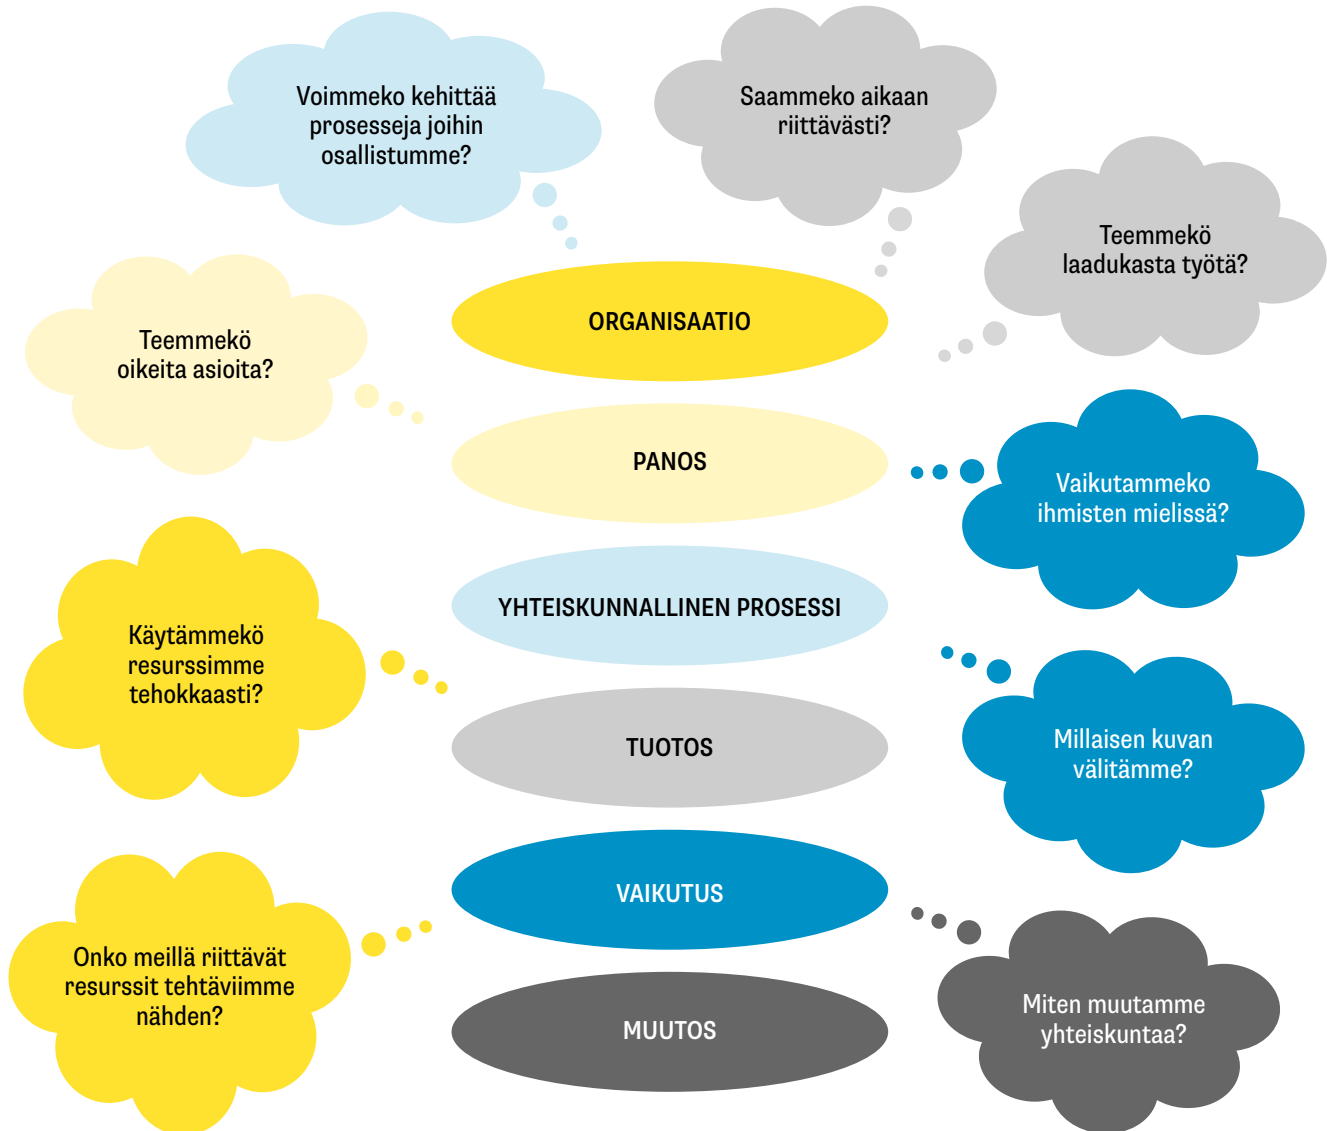 Voimmeko kehittää
prosesseja joihin
osallistumme?
Saammeko aikaan
riittävästi?
Teemmekö
laadukasta työtä?
Teemmekö
oikeita asioita?
ORGANISAATIO
PANOS
Vaikutammeko
ihmisten mielissä?
YHTEISKUNNALLINEN PROSESSI
Käytämmekö
resurssimme
tehokkaasti?
TUOTOS
Millaisen kuvan
välitämme?
VAIKUTUS
Onko meillä riittävät
resurssit tehtäviimme
nähden?
MUUTOS
Miten muutamme
yhteiskuntaa?